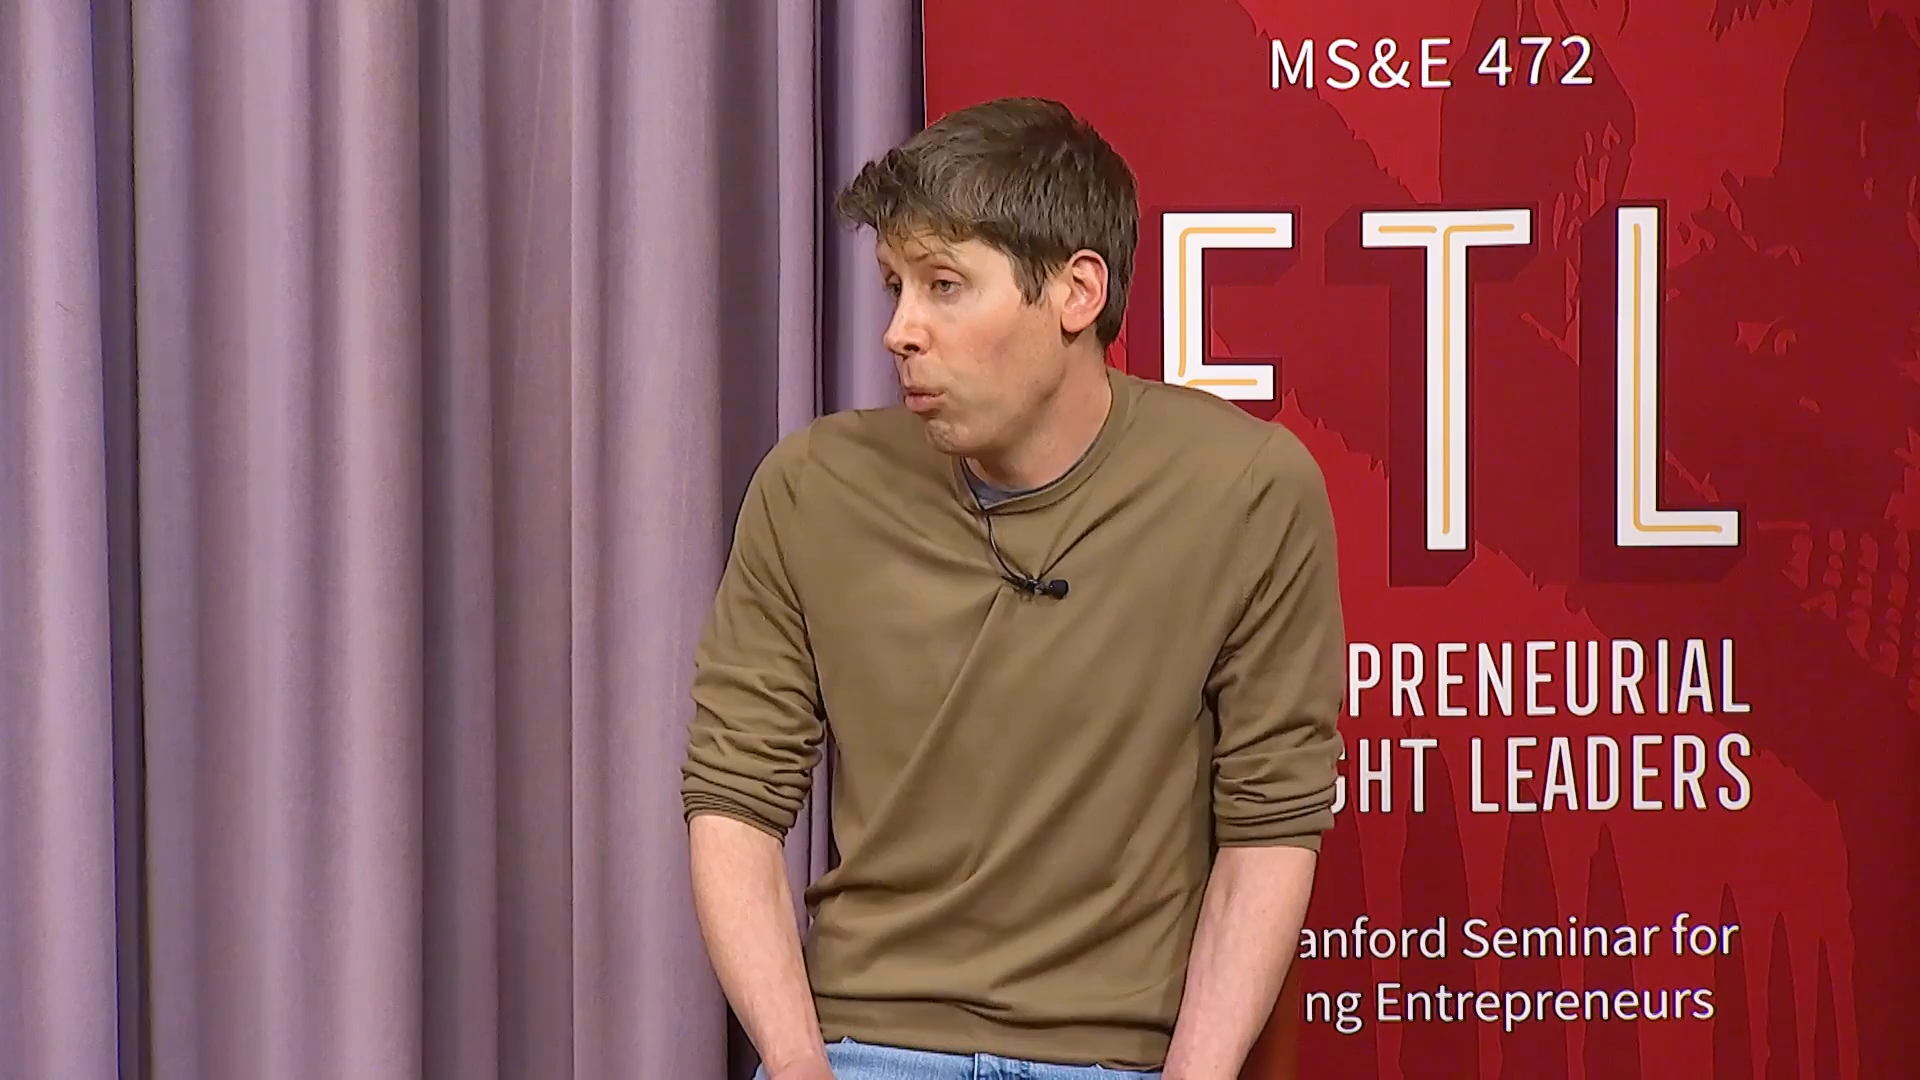 MS&E 472
ETL
PRENEURIAL
GHT LEADERS
anford Seminar for
ng Entrepreneurs